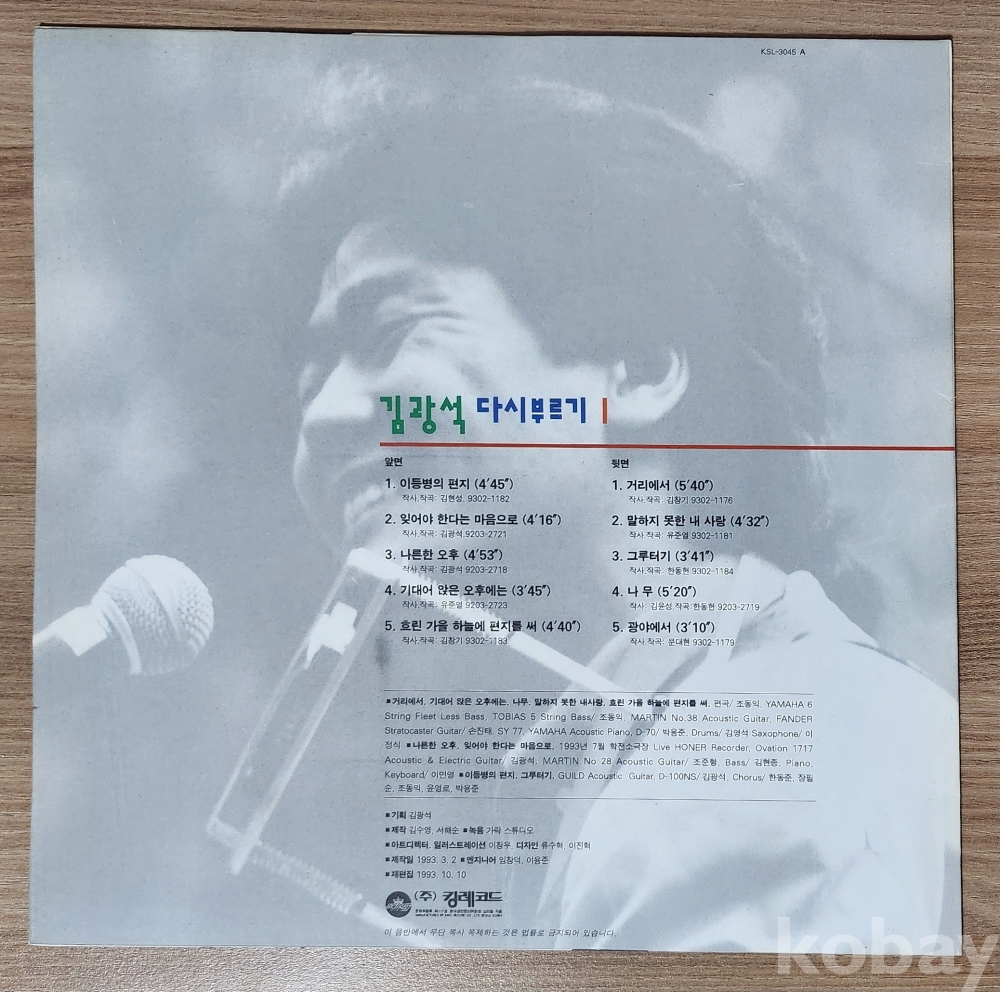 KSL-3045 A
김광석 다시부르기 I
앞면
1. 이등병의 편지 (4'45")
작사.작곡: 김현성. 9302-1182
2. 잊어야 한다는 마음으로 (4'16")
작사.작곡: 김광석.9203-2721
3. 나른한 오후 (4'53")
작사.작곡: 김광석 9203-2718
4. 기대어 앉은 오후에는 (3'45")
작사.작곡: 유준열 9203-2723
5. 흐린 가을 하늘에 편지를 써 (4'40")
작사.작곡: 김창기 9302-1183
뒷면
1. 거리에서 (5'40")
작사.작곡: 김창기 9302-1176
2. 말하지 못한 내 사랑 (4'32")
작사.작곡: 유준열 9302-1181
3. 그루터기 (3'41")
작사.작곡: 한동헌 9302-1184
4. 나 무 (5'20")
작사: 김윤성,작곡:한동헌 9203-2719
5. 광야에서 (3'10")
작사.작곡: 문대현 9302-1179
■거리에서, 기대어 앉은 오후에는, 나무, 말하지 못한 내사랑, 흐린 가을 하늘에 편지를 써, 편곡/ 조동익, YAMAHA 6
String Fleet Less Bass, TOBIAS 5 String Bass/ 조동익, MARTIN No.38 Acoustic Guitar, FANDER
Stratocaster Guitar/ 손진태, SY 77, YAMAHA Acoustic Piano, D-70/ 박용준, Drums/ 김영석 Saxophone/ 이
정식 ■나른한 오후, 잊어야 한다는 마음으로, 1993년 7월 학전소극장 Live HONER Recorder, Ovation 1717
Acoustic & Electric Guitar/ 김광석, MARTIN No 28 Acoustic Guitar/ 조준형, Bass/ 김현종, Piano,
Keyboard/ 이민영 ■이등병의 편지, 그루터기, GUILD Acoustic Guitar, D-100NS/ 김광석, Chorus/ 한동준, 장필
순, 조동익, 윤영로, 박용준
■기획 김광석
■제작 김수영, 서해순 ■녹음 가락 스튜디오
■아트디렉터, 일러스트레이션 이창우, 디자인 류수혁, 이진혁
■제작일 1993. 3. 2 ■엔지니어 임창덕, 이용준
■재편집 1993. 10. 10
(주) 킹레코드
이 음반에서 무단 복사 복제하는 것은 법률로 금지되어 있습니다.
kobay